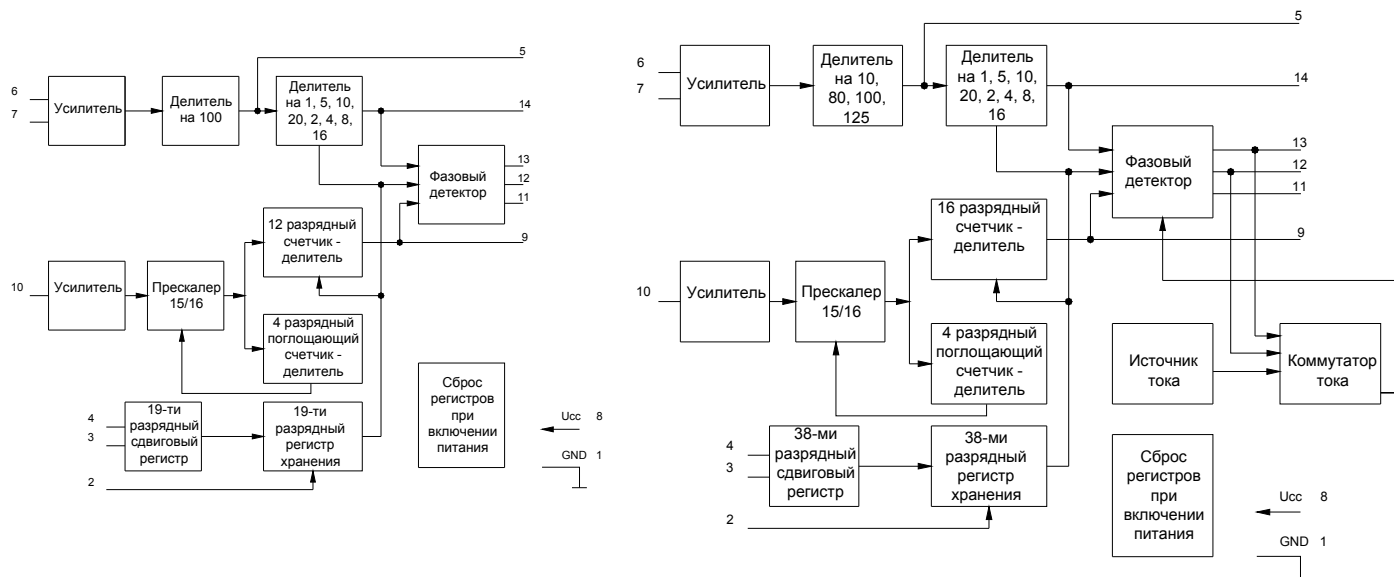 5
6
7
Усилитель
Делитель
на 100
Делитель
на 1, 5, 10,
20, 2, 4, 8,
16
14
Фазовый
детектор
13
12
11
12 разрядный
счетчик -
делитель
9
10
Усилитель
Прескалер
15/16
4 разрядный
поглощающий
счетчик -
делитель
Сброс
регистров
при
включении
питания
4
3
19-ти
разрядный
сдвиговый
регистр
19-ти
разрядный
регистр
хранения
2
Ucc 8
GND 1
5
6
7
Усилитель
Делитель
на 10,
80, 100,
125
Делитель
на 1, 5, 10,
20, 2, 4, 8,
16
14
Фазовый
детектор
13
12
11
16 разрядный
счетчик -
делитель
9
10
Усилитель
Прескалер
15/16
4 разрядный
поглощающий
счетчик -
делитель
Источник
тока
Коммутатор
тока
4
3
38-ми
разрядный
сдвиговый
регистр
38-ми
разрядный
регистр
хранения
2
Сброс
регистров
при
включении
питания
Ucc 8
GND 1